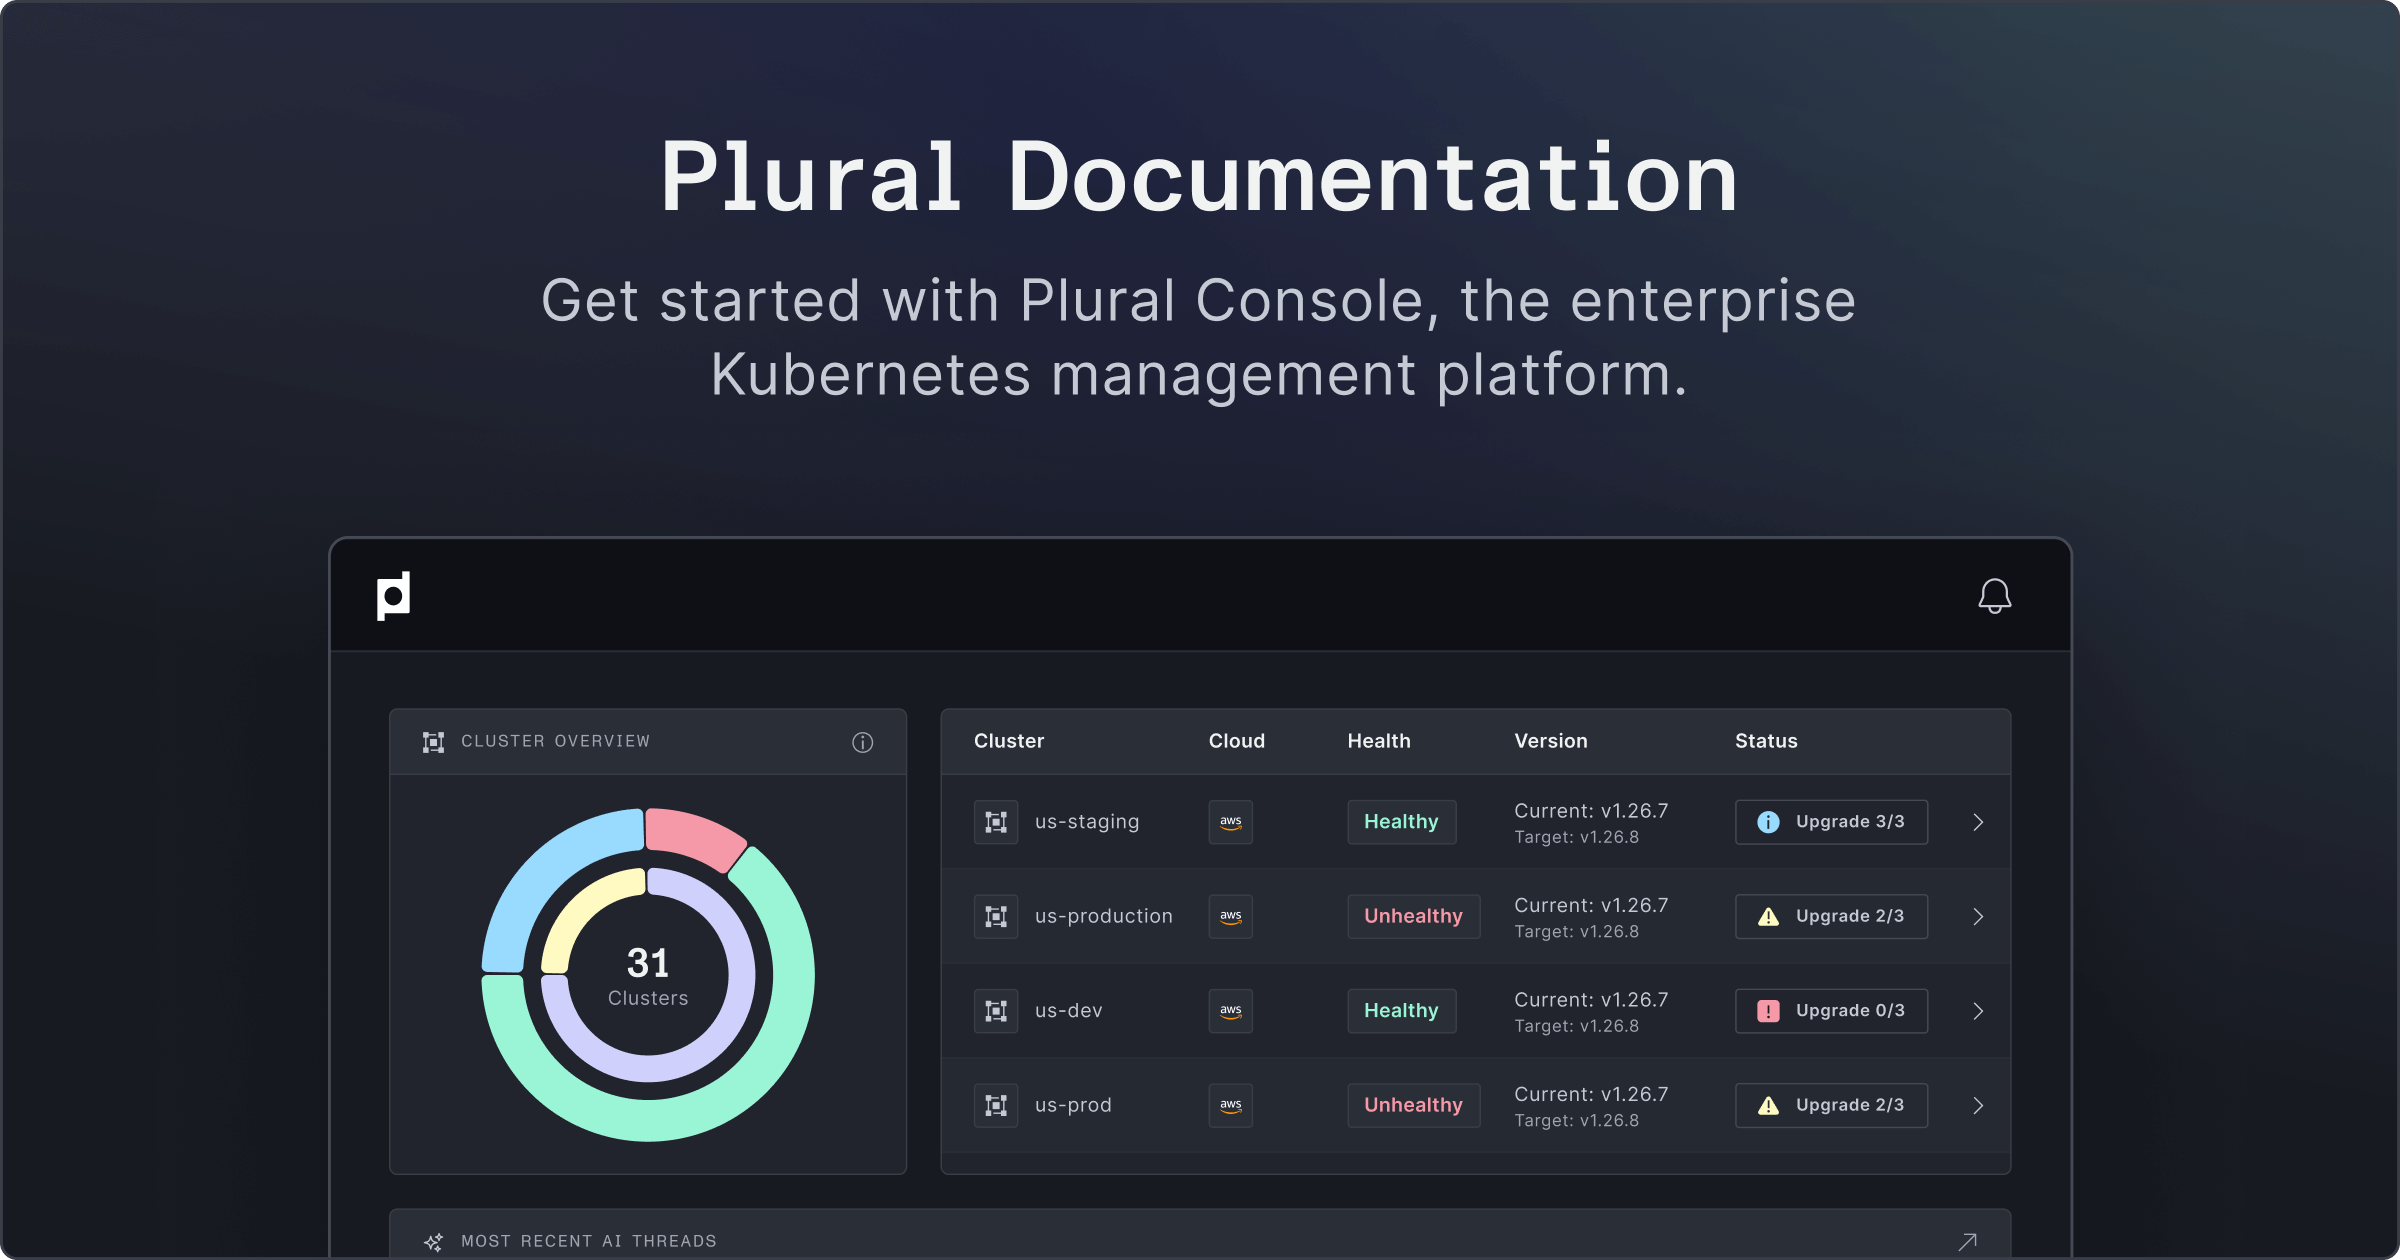 Plural Documentation
Get started with Plural Console, the enterprise
Kubernetes management platform.
CLUSTER OVERVIEW
31
Clusters
Cluster Cloud Health Version Status
us-staging aws Healthy Current: v1.26.7 Upgrade 3/3
Target: v1.26.8
us-production aws Unhealthy Current: v1.26.7 Upgrade 2/3
Target: v1.26.8
us-dev aws Healthy Current: v1.26.7 Upgrade 0/3
Target: v1.26.8
us-prod aws Unhealthy Current: v1.26.7 Upgrade 2/3
Target: v1.26.8
MOST RECENT AI THREADS